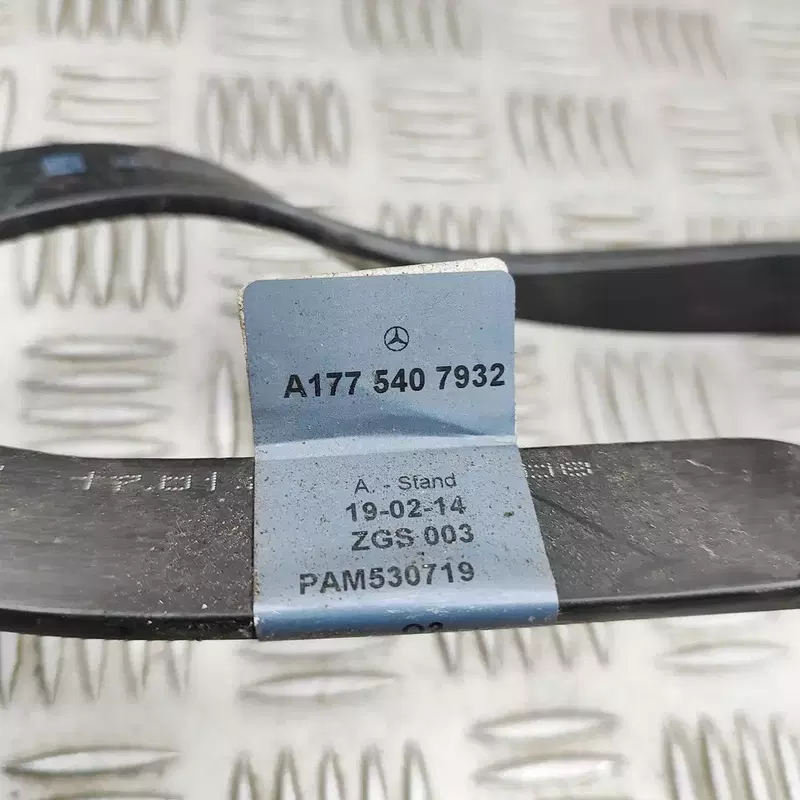 A177 540 7932
A. - Stand
19-02-14
ZGS 003
PAM530719